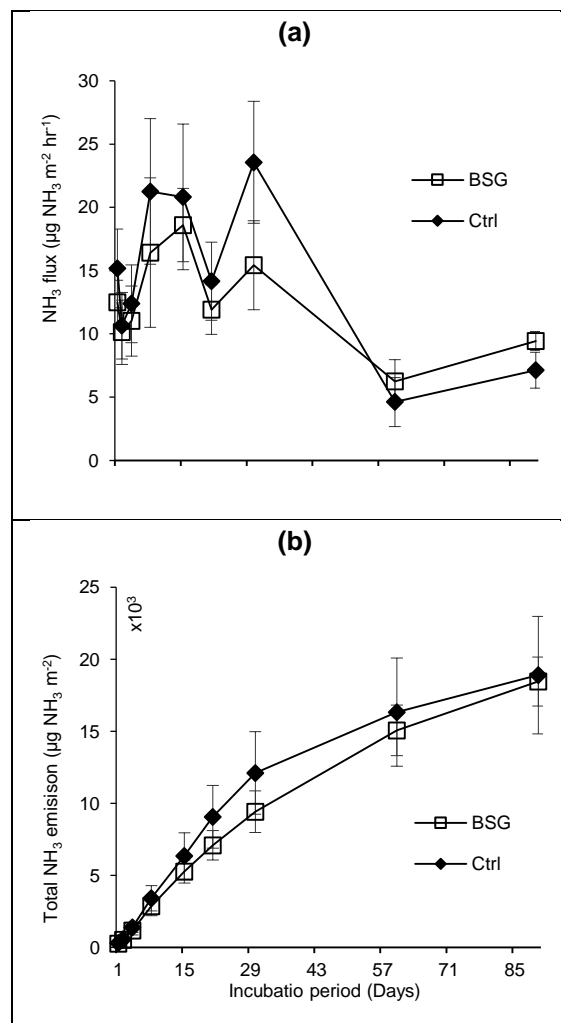 (a)
NH₃ flux (µg NH₃ m⁻² hr⁻¹)
30
25
20
15
10
5
0
BSG
Ctrl
(b)
Total NH₃ emisison (µg NH₃ m⁻²)
x10³
25
20
15
10
5
0
BSG
Ctrl
1 15 29 43 57 71 85
Incubatio period (Days)